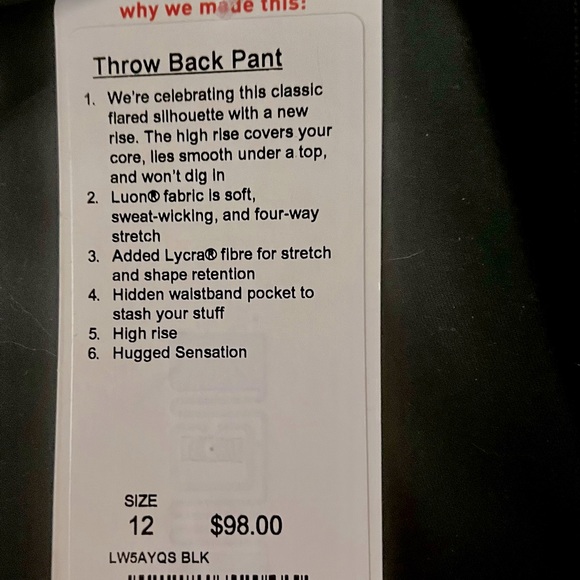 why we made this:
Throw Back Pant
1. We're celebrating this classic
flared silhouette with a new
rise. The high rise covers your
core, lies smooth under a top,
and won't dig in
2. Luon® fabric is soft,
sweat-wicking, and four-way
stretch
3. Added Lycra® fibre for stretch
and shape retention
4. Hidden waistband pocket to
stash your stuff
5. High rise
6. Hugged Sensation
SIZE
12 $98.00
LW5AYQS BLK